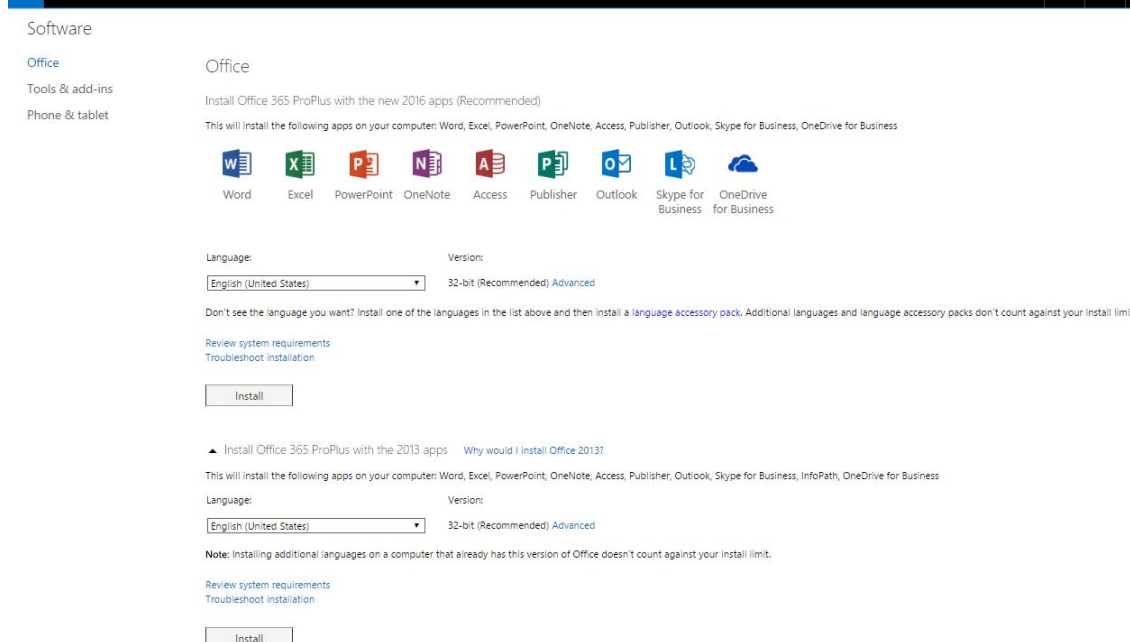 Software
Office
Tools & add-ins
Phone & tablet
Office
Install Office 365 ProPlus with the new 2016 apps (Recommended)
This will install the following apps on your computer: Word, Excel, PowerPoint, OneNote, Access, Publisher, Outlook, Skype for Business, OneDrive for Business
Word Excel PowerPoint OneNote Access Publisher Outlook Skype for Business OneDrive for Business
Language: Version:
English (United States) 32-bit (Recommended) Advanced
Don't see the language you want? Install one of the languages in the list above and then install a language accessory pack. Additional languages and language accessory packs don't count against your install limi
Review system requirements
Troubleshoot installation
Install
Install Office 365 ProPlus with the 2013 apps Why would I install Office 2013?
This will install the following apps on your computer: Word, Excel, PowerPoint, OneNote, Access, Publisher, Outlook, Skype for Business, InfoPath, OneDrive for Business
Language: Version:
English (United States) 32-bit (Recommended) Advanced
Note: Installing additional languages on a computer that already has this version of Office doesn't count against your install limit.
Review system requirements
Troubleshoot installation
Install